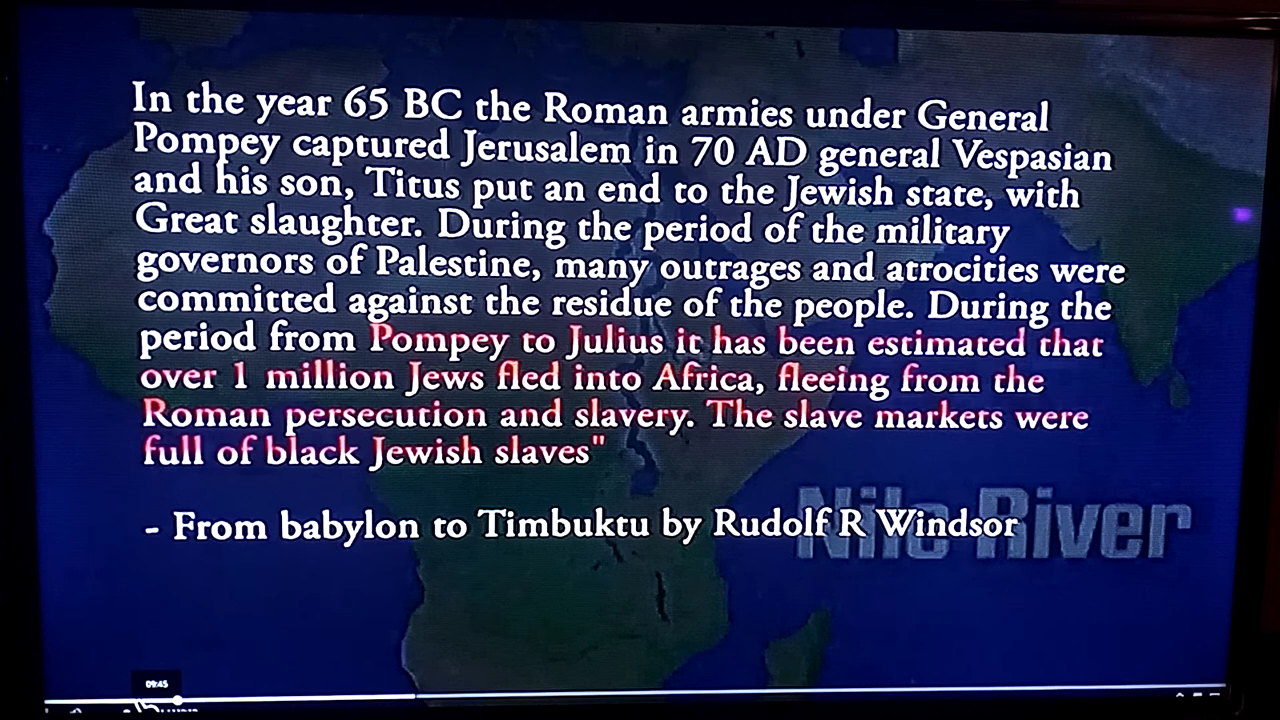 In the year 65 BC the Roman armies under General
Pompey captured Jerusalem in 70 AD general Vespasian
and his son, Titus put an end to the Jewish state, with
Great slaughter. During the period of the military
governors of Palestine, many outrages and atrocities were
committed against the residue of the people. During the
period from Pompey to Julius it has been estimated that
over 1 million Jews fled into Africa, fleeing from the
Roman persecution and slavery. The slave markets were
full of black Jewish slaves"
- From babylon to Timbuktu by Rudolf R Windsor
Nile River
09:45